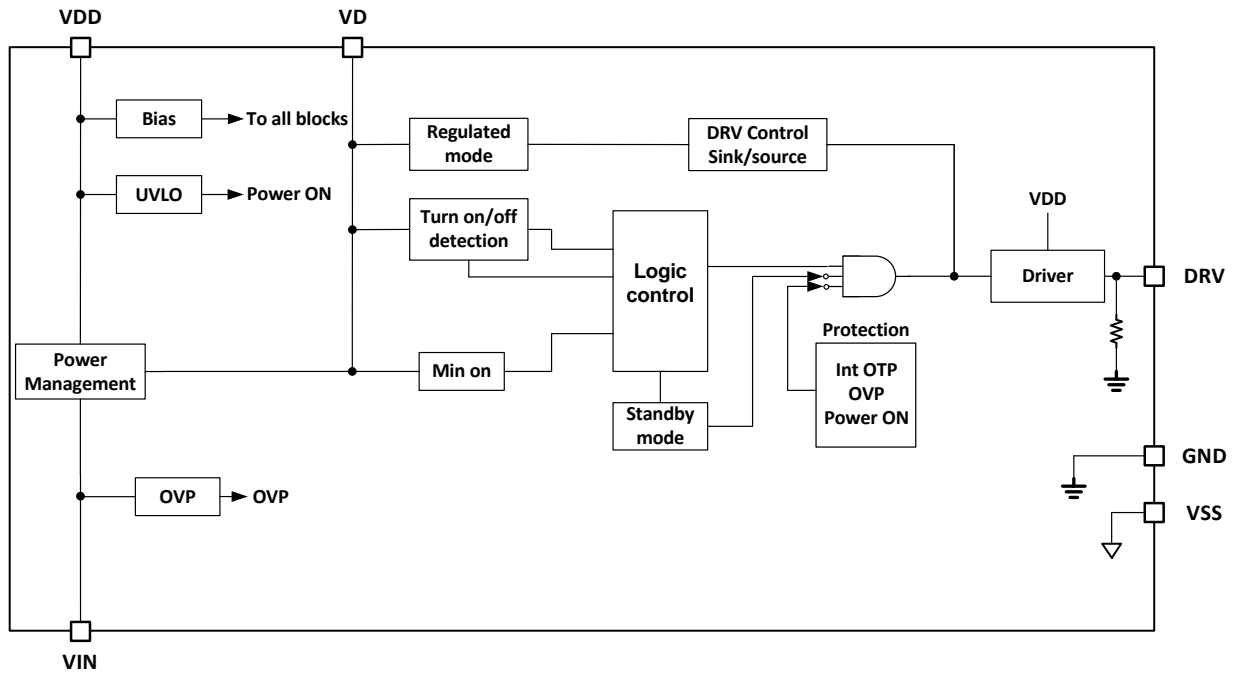 VDD
VD
Bias
To all blocks
Regulated
mode
DRV Control
Sink/source
UVLO
Power ON
Turn on/off
detection
VDD
Logic
control
Driver
DRV
Protection
Power
Management
Min on
Int OTP
OVP
Power ON
Standby
mode
GND
OVP
OVP
VSS
VIN